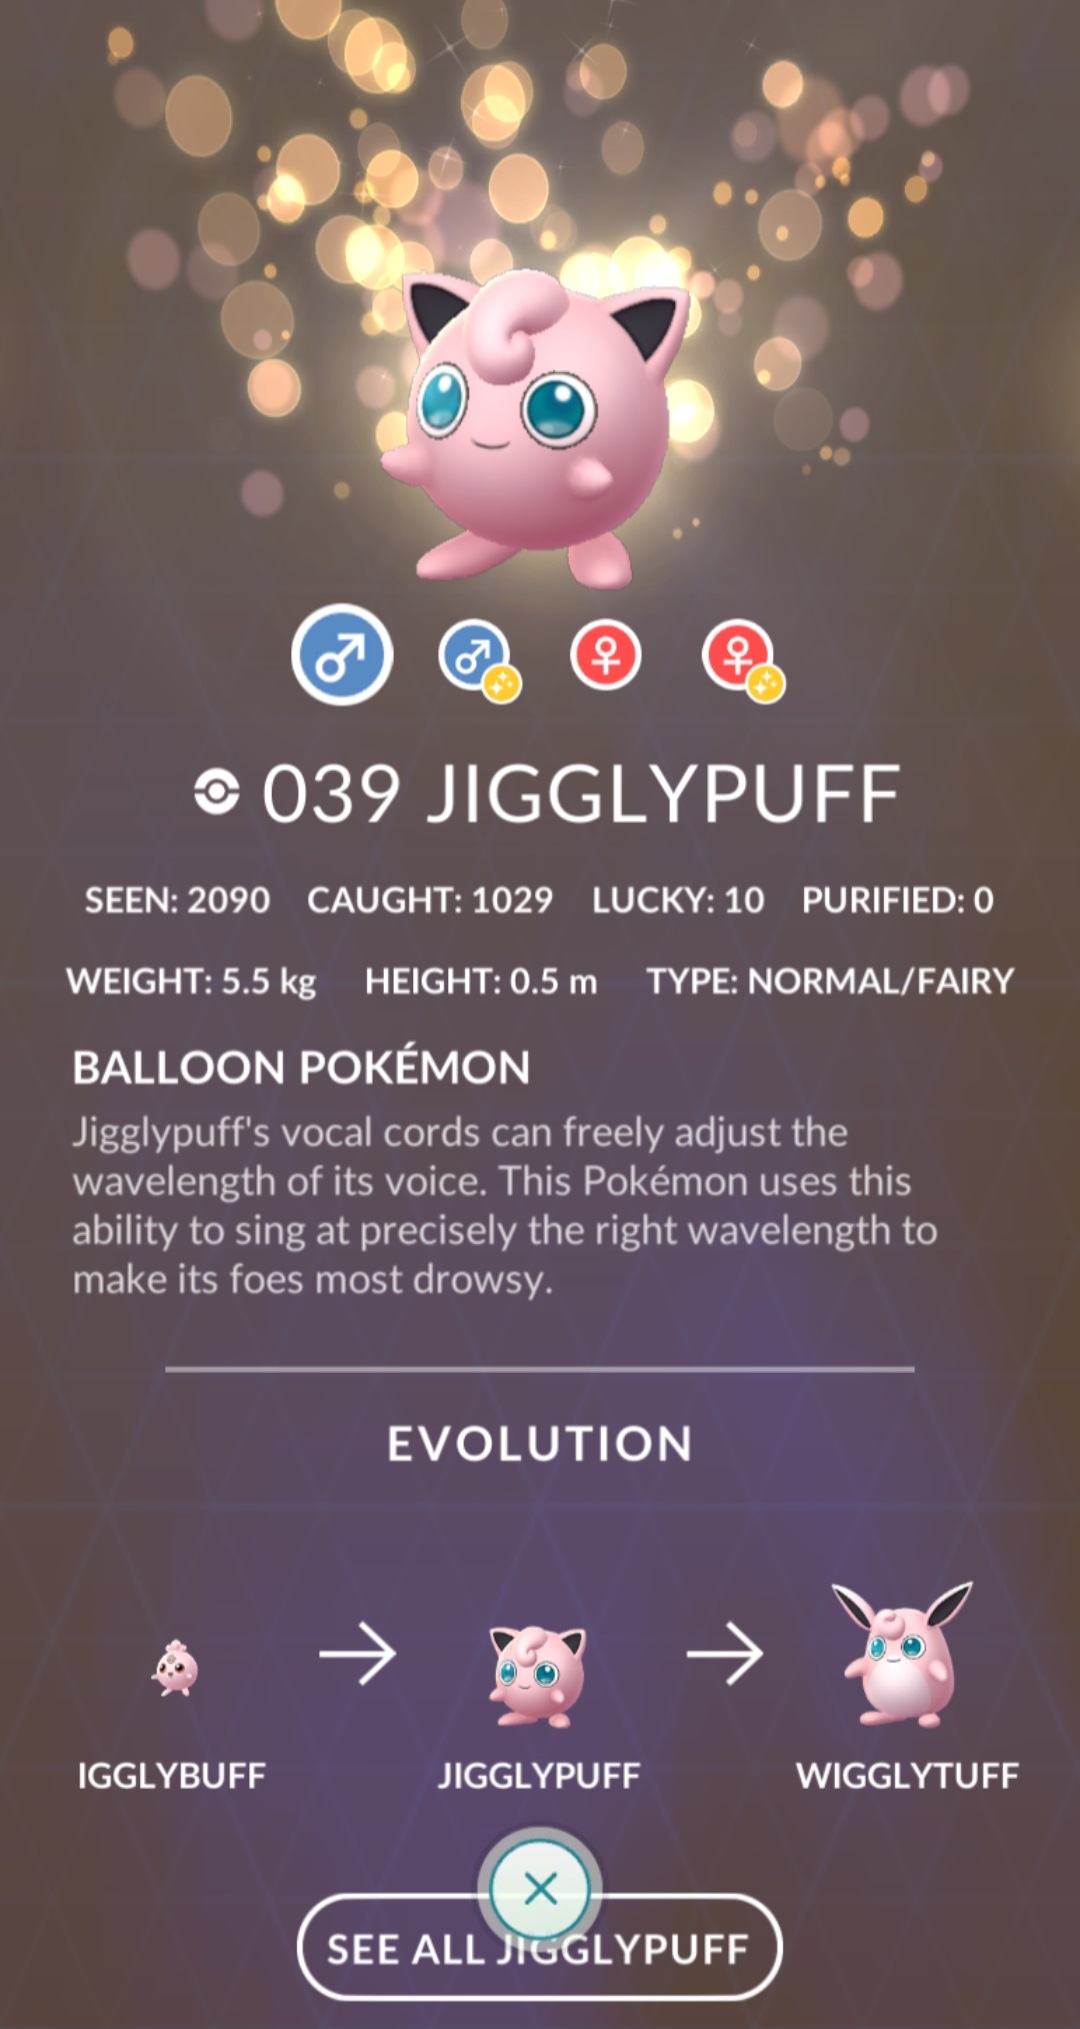 039 JIGGLYPUFF
SEEN: 2090 CAUGHT: 1029 LUCKY: 10 PURIFIED: 0
WEIGHT: 5.5 kg HEIGHT: 0.5 m TYPE: NORMAL/FAIRY
BALLOON POKÉMON
Jigglypuff's vocal cords can freely adjust the
wavelength of its voice. This Pokémon uses this
ability to sing at precisely the right wavelength to
make its foes most drowsy.
EVOLUTION
IGGLYBUFF JIGGLYPUFF WIGGLYTUFF
SEE ALL JIGGLYPUFF